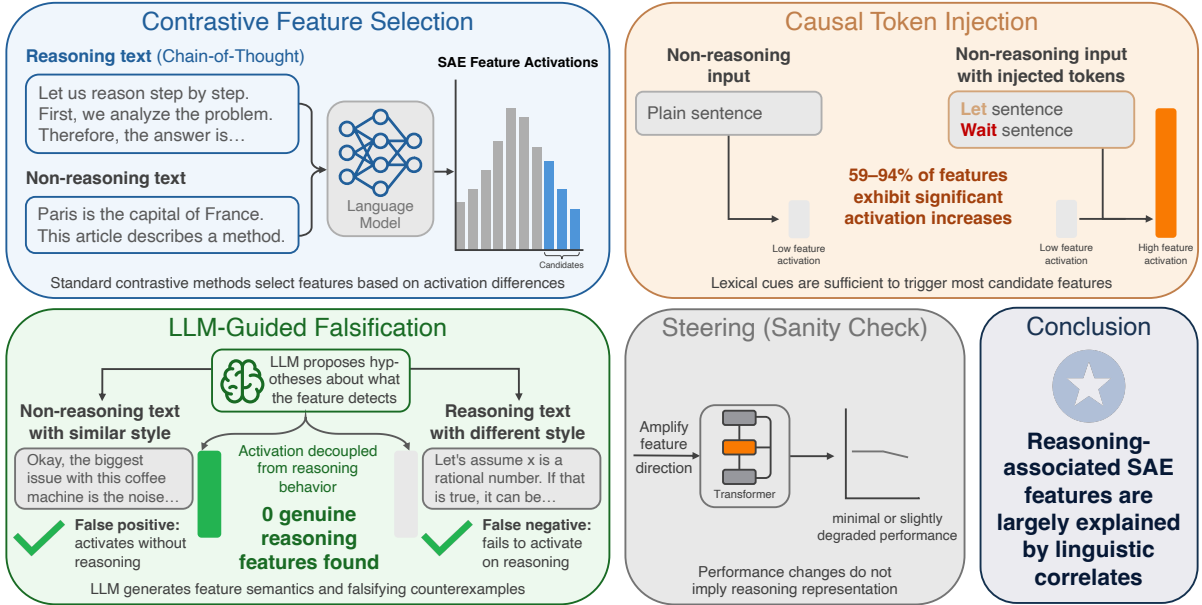 Contrastive Feature Selection
Reasoning text (Chain-of-Thought)
Let us reason step by step.
First, we analyze the problem.
Therefore, the answer is…
Non-reasoning text
Paris is the capital of France.
This article describes a method.
Language
Model
SAE Feature Activations
Candidates
Standard contrastive methods select features based on activation differences
Causal Token Injection
Non-reasoning
input
Plain sentence
Low feature
activation
59–94% of features
exhibit significant
activation increases
Non-reasoning input
with injected tokens
Let sentence
Wait sentence
Low feature
activation
High feature
activation
Lexical cues are sufficient to trigger most candidate features
LLM-Guided Falsification
LLM proposes hyp-
otheses about what
the feature detects
Non-reasoning text
with similar style
Okay, the biggest
issue with this coffee
machine is the noise…
False positive:
activates without
reasoning
Activation decoupled
from reasoning
behavior
0 genuine
reasoning
features found
Reasoning text
with different style
Let's assume x is a
rational number. If that
is true, it can be…
False negative:
fails to activate
on reasoning
LLM generates feature semantics and falsifying counterexamples
Steering (Sanity Check)
Amplify
feature
direction
Transformer
minimal or slightly
degraded performance
Performance changes do not
imply reasoning representation
Conclusion
Reasoning-
associated SAE
features are
largely explained
by linguistic
correlates